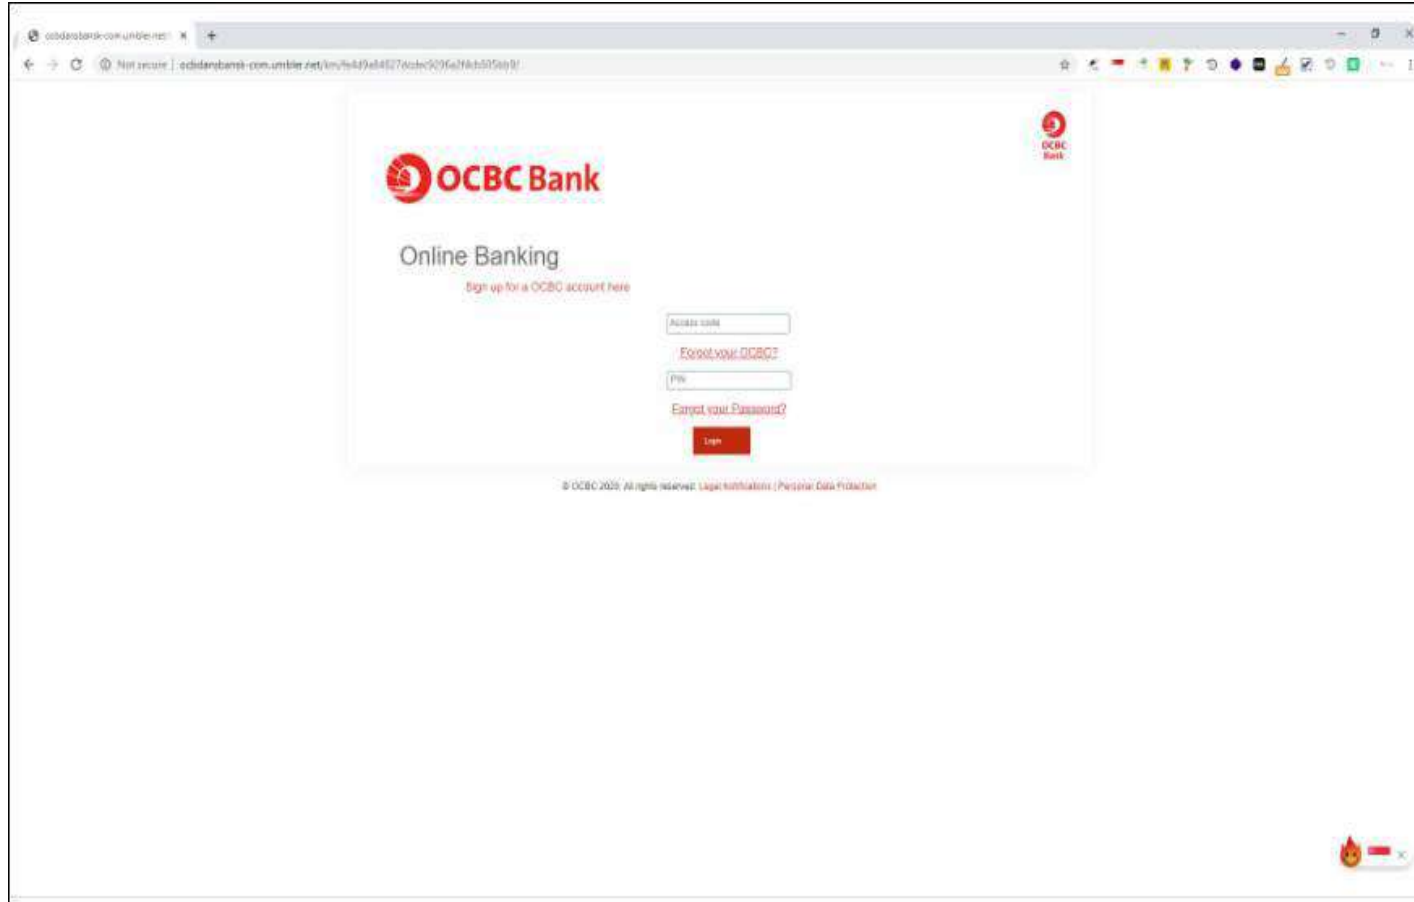 Not secure
OCBC Bank
OCBC
Bank
Online Banking
Sign up for a OCBC account here
Access code
Forgot your OCBC?
PIN
Forgot your Password?
Login
© OCBC 2020. All rights reserved. Legal Notifications | Personal Data Protection